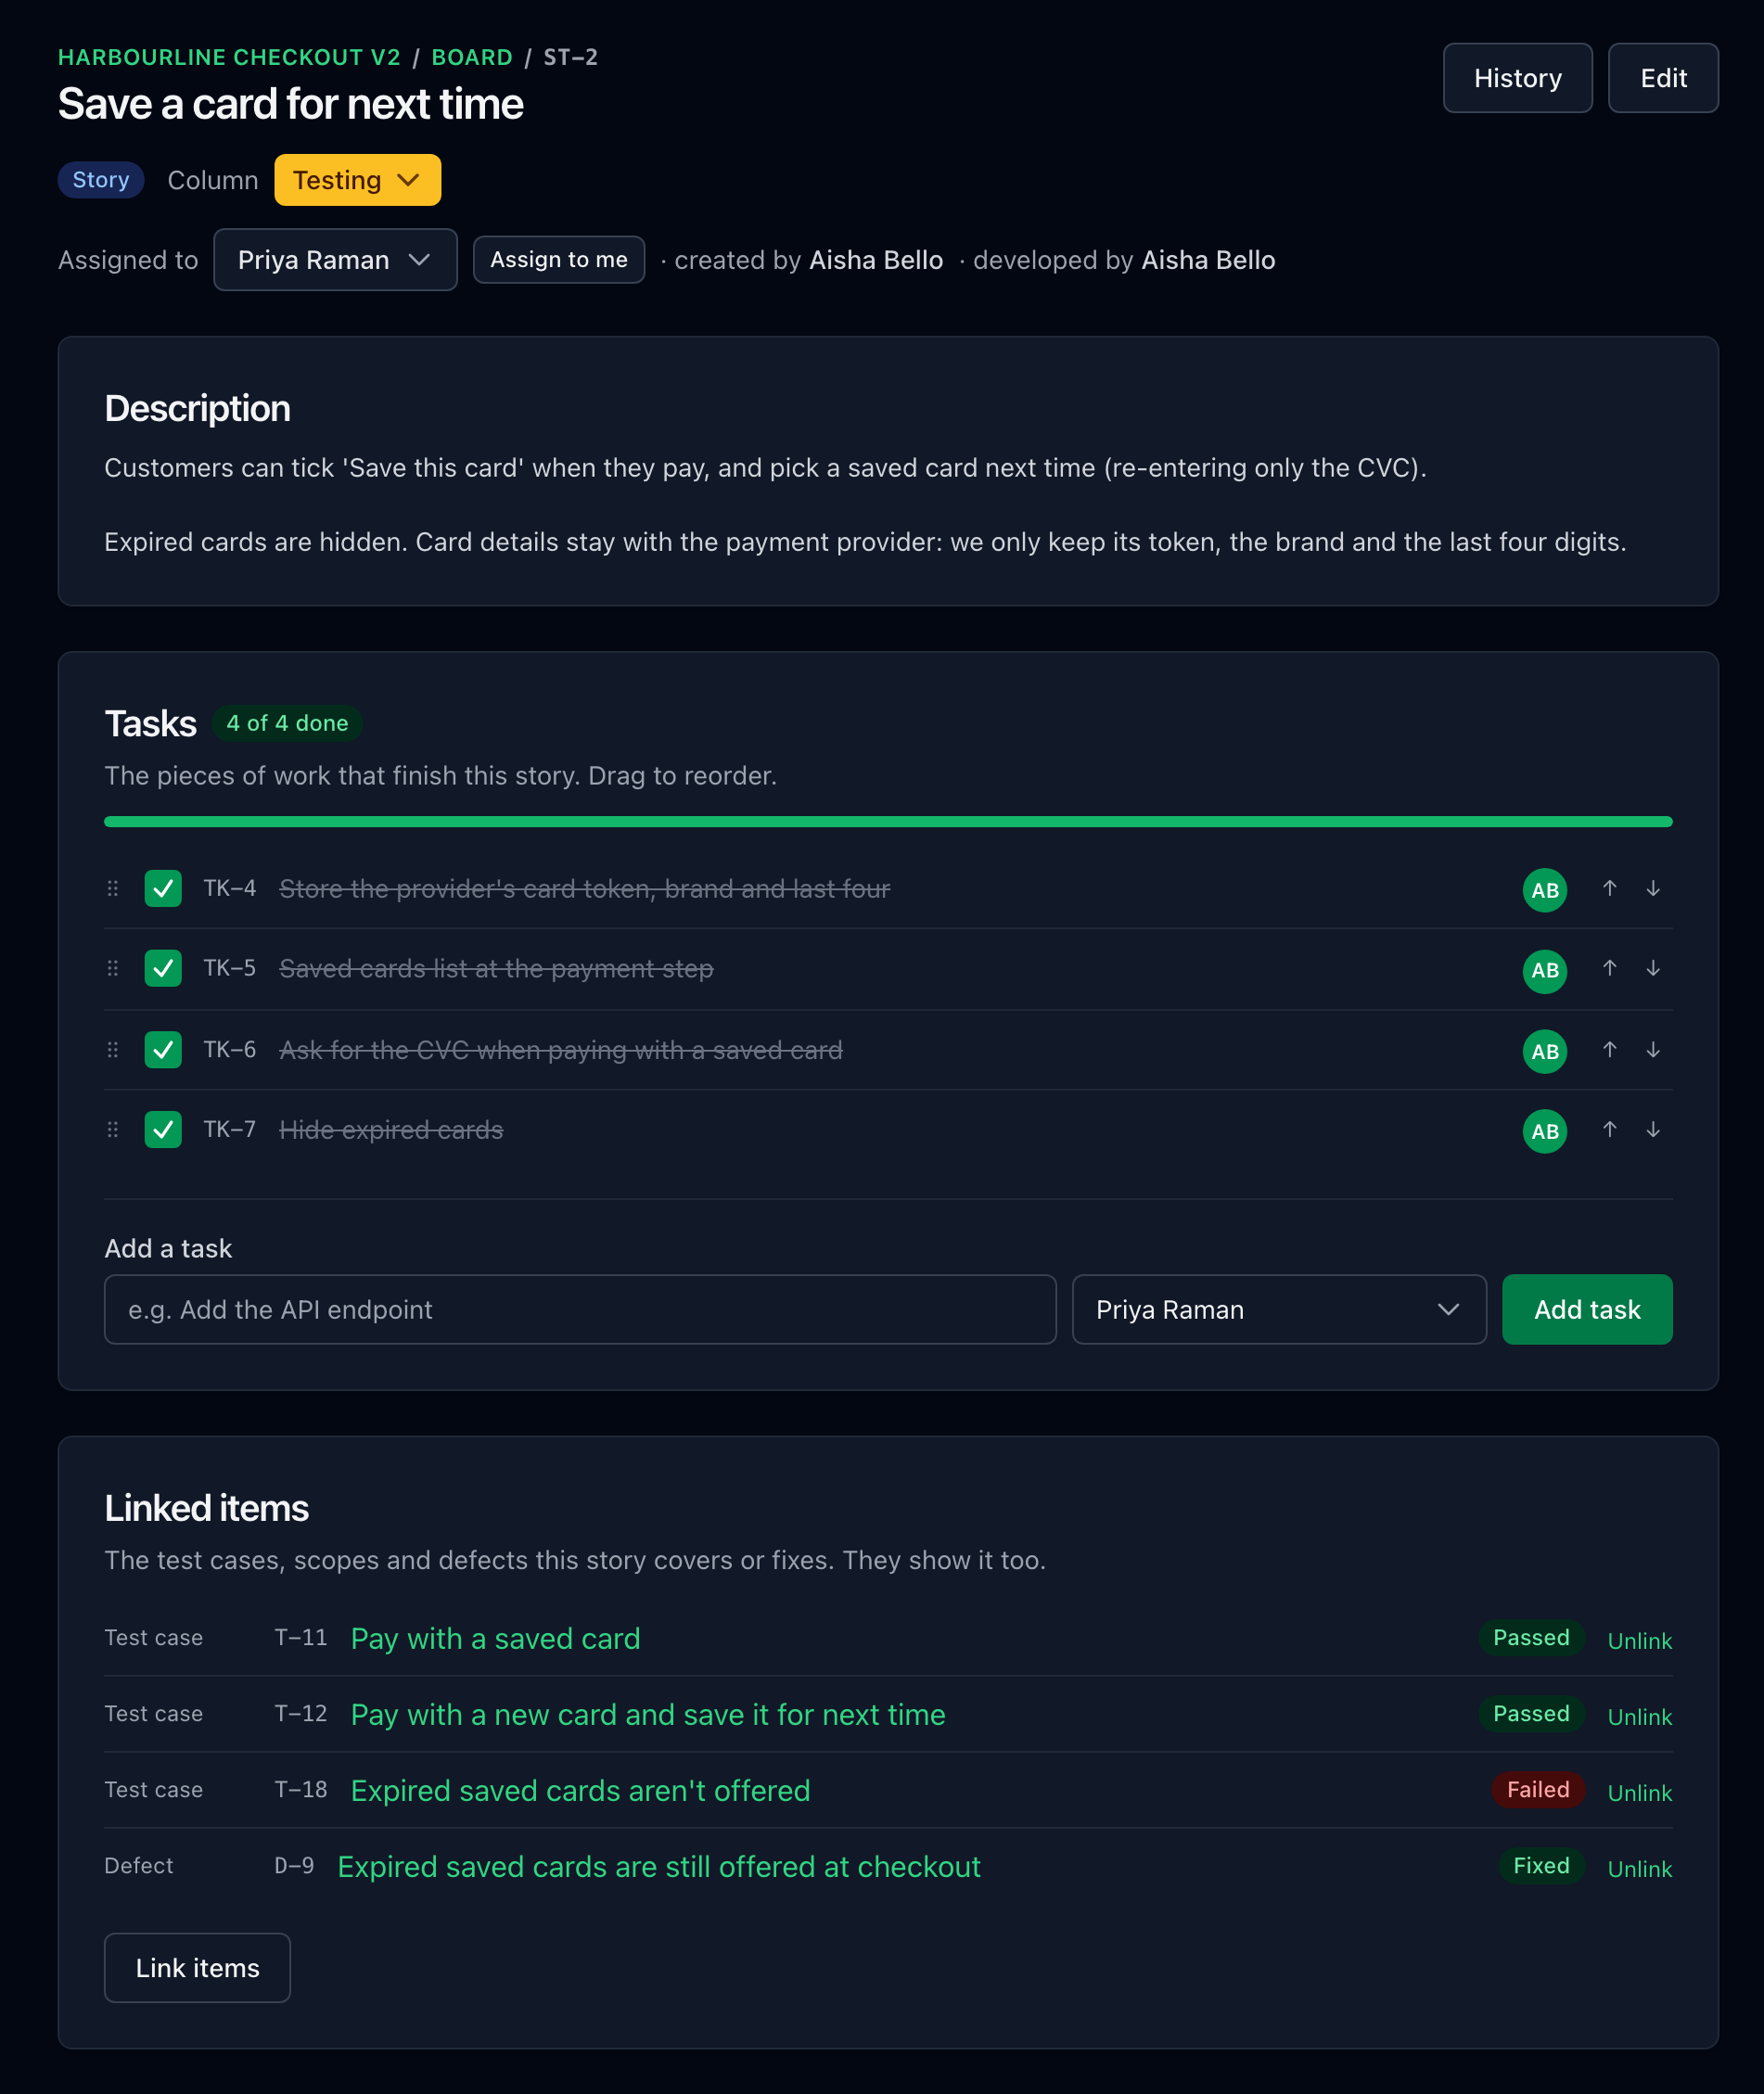 HARBOURLINE CHECKOUT V2 / BOARD / ST-2
Save a card for next time
History
Edit
Story Column Testing
Assigned to Priya Raman Assign to me · created by Aisha Bello · developed by Aisha Bello
Description
Customers can tick 'Save this card' when they pay, and pick a saved card next time (re-entering only the CVC).
Expired cards are hidden. Card details stay with the payment provider: we only keep its token, the brand and the last four digits.
Tasks 4 of 4 done
The pieces of work that finish this story. Drag to reorder.
TK-4 Store the provider's card token, brand and last four AB ↑ ↓
TK-5 Saved cards list at the payment step AB ↑ ↓
TK-6 Ask for the CVC when paying with a saved card AB ↑ ↓
TK-7 Hide expired cards AB ↑ ↓
Add a task
e.g. Add the API endpoint Priya Raman Add task
Linked items
The test cases, scopes and defects this story covers or fixes. They show it too.
Test case T-11 Pay with a saved card Passed Unlink
Test case T-12 Pay with a new card and save it for next time Passed Unlink
Test case T-18 Expired saved cards aren't offered Failed Unlink
Defect D-9 Expired saved cards are still offered at checkout Fixed Unlink
Link items